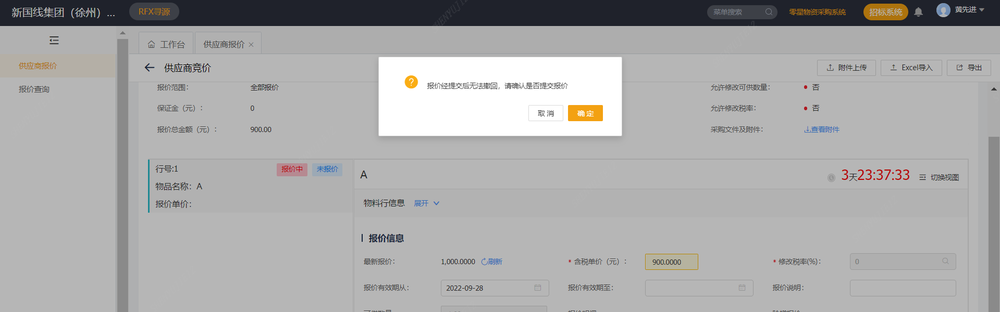 新国线集团（徐州）...
RFX寻源
菜单搜索
零星物资采购系统
招标系统
黄先进
工作台
供应商报价
供应商报价
报价查询
供应商竞价
附件上传
Excel导入
导出
报价范围：
全部报价
允许修改可供数量：
否
保证金（元）：
0
允许修改税率：
否
报价总金额（元）：
900.00
采购文件及附件：
查看附件
报价经提交后无法撤回，请确认是否提交报价
取消
确定
行号:1
报价中
未报价
物品名称：A
报价单价：
A
3天23:37:33
切换视图
物料行信息
展开
报价信息
最新报价：
1,000.0000
刷新
* 含税单价（元）：
900.0000
* 修改税率(%)：
0
报价有效期从：
2022-09-28
报价有效期至：
报价说明：